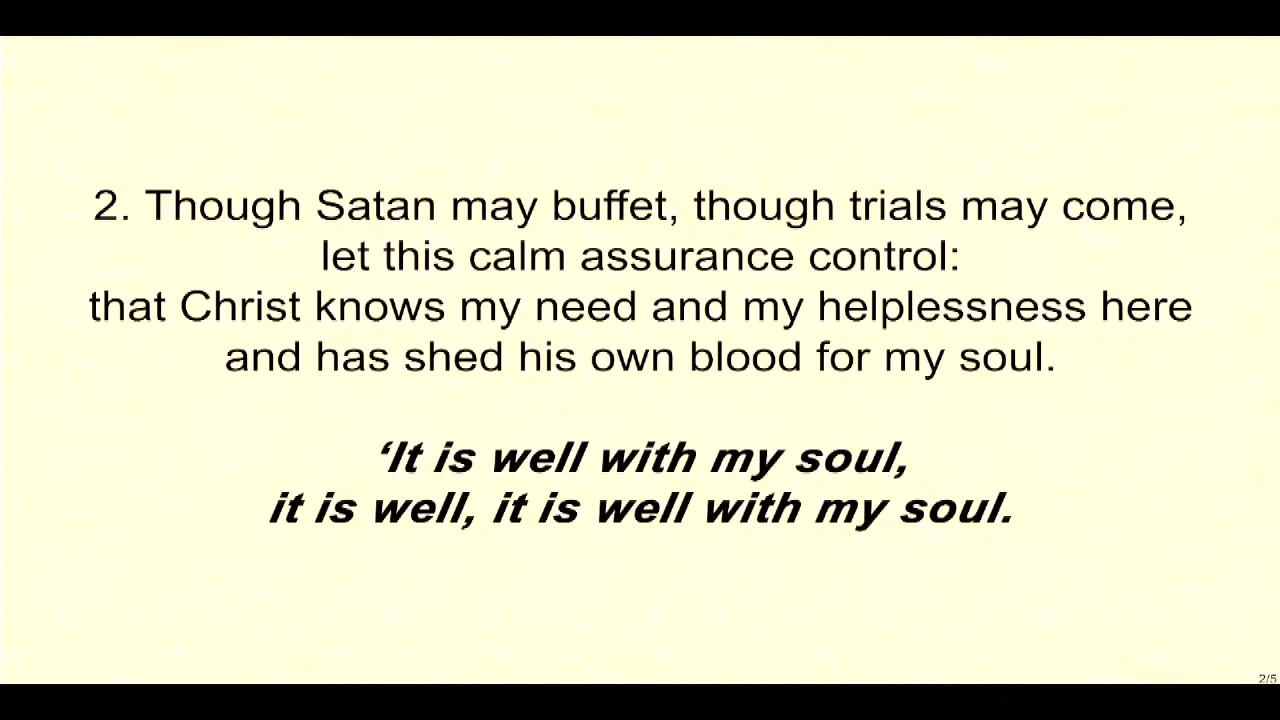 2. Though Satan may buffet, though trials may come,
let this calm assurance control:
that Christ knows my need and my helplessness here
and has shed his own blood for my soul.
‘It is well with my soul,
it is well, it is well with my soul.
2/5